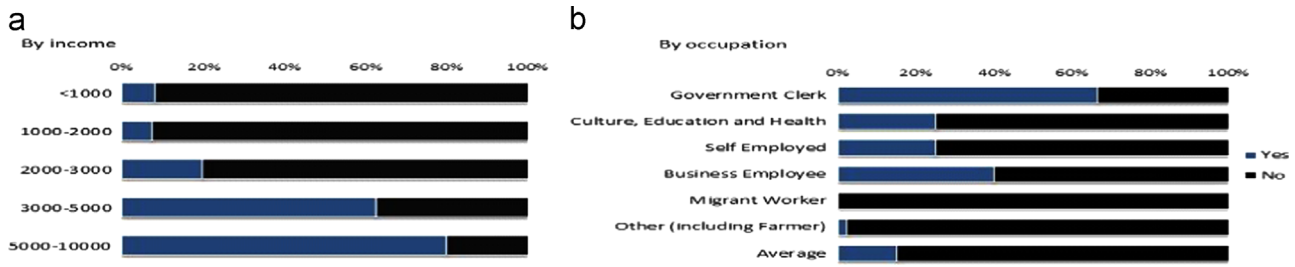 a
By income
0% 20% 40% 60% 80% 100%
<1000
1000-2000
2000-3000
3000-5000
5000-10000
b
By occupation
0% 20% 40% 60% 80% 100%
Government Clerk
Culture, Education and Health
Self Employed
Business Employee
Migrant Worker
Other (Including Farmer)
Average
Yes
No